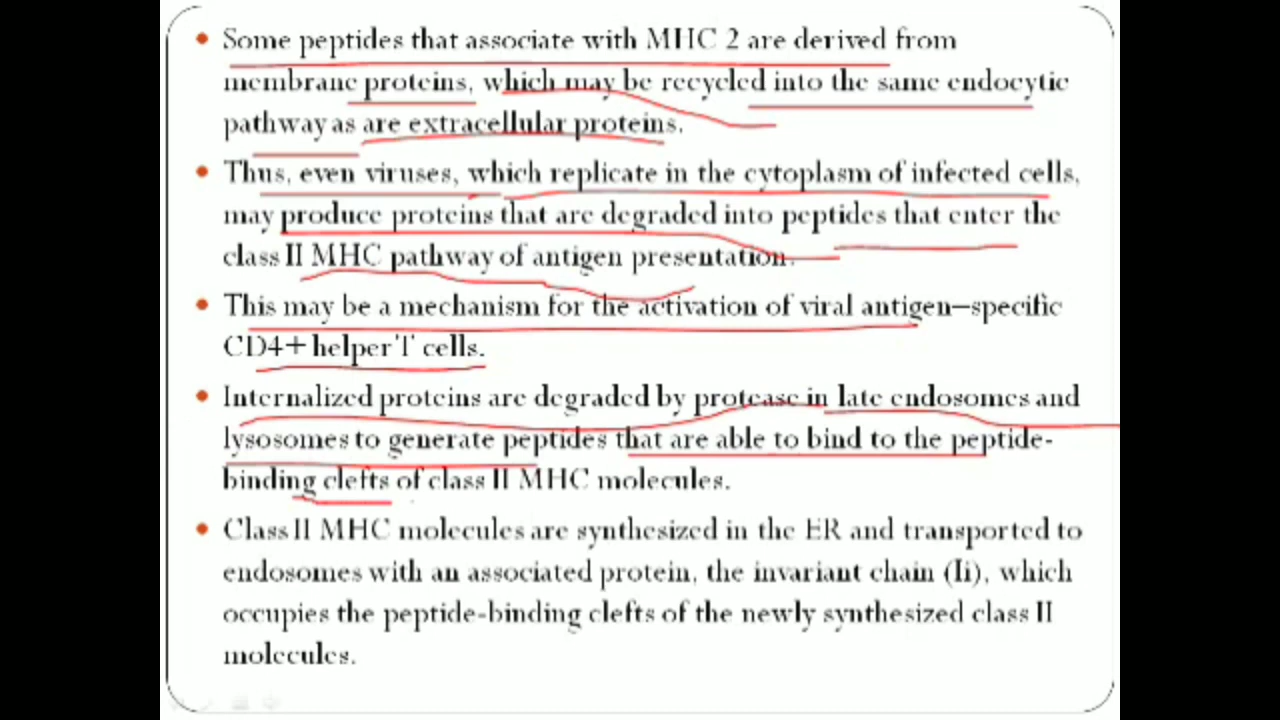 • Some peptides that associate with MHC 2 are derived from
membrane proteins, which may be recycled into the same endocytic
pathway as are extracellular proteins.
• Thus, even viruses, which replicate in the cytoplasm of infected cells,
may produce proteins that are degraded into peptides that enter the
class II MHC pathway of antigen presentation.
• This may be a mechanism for the activation of viral antigen–specific
CD4+ helper T cells.
• Internalized proteins are degraded by protease in late endosomes and
lysosomes to generate peptides that are able to bind to the peptide-
binding clefts of class II MHC molecules.
• Class II MHC molecules are synthesized in the ER and transported to
endosomes with an associated protein, the invariant chain (Ii), which
occupies the peptide-binding clefts of the newly synthesized class II
molecules.